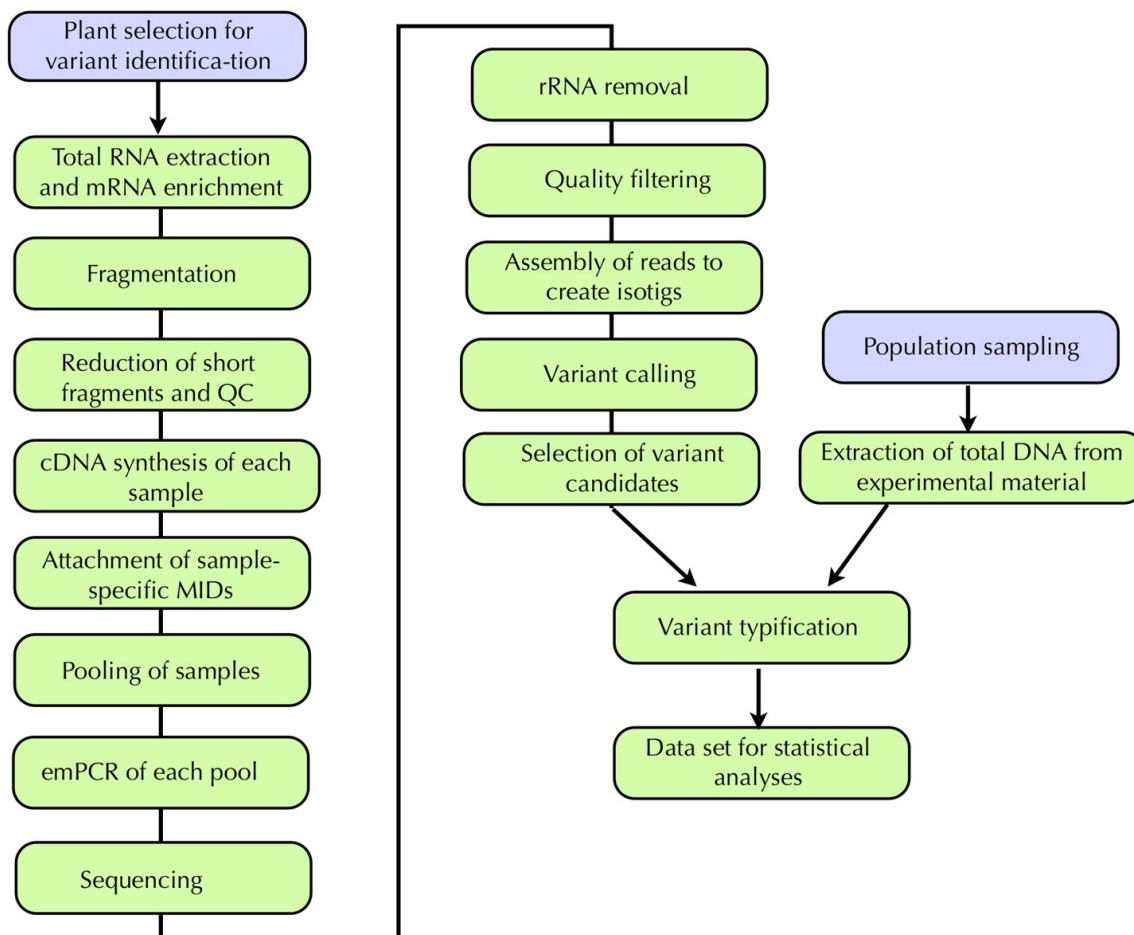 Plant selection for
variant identifica-tion
Total RNA extraction
and mRNA enrichment
Fragmentation
Reduction of short
fragments and QC
cDNA synthesis of each
sample
Attachment of sample-
specific MIDs
Pooling of samples
emPCR of each pool
Sequencing
rRNA removal
Quality filtering
Assembly of reads to
create isotigs
Variant calling
Selection of variant
candidates
Population sampling
Extraction of total DNA from
experimental material
Variant typification
Data set for statistical
analyses